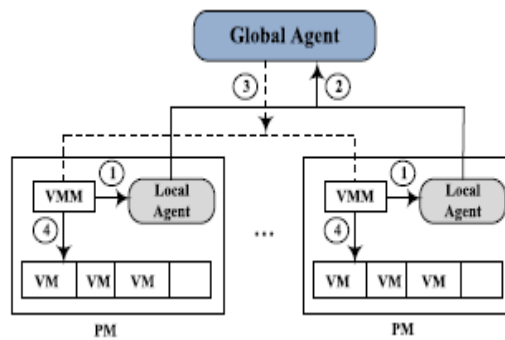 Global Agent
3 2
1 1
VMM Local Agent VMM Local Agent
4 ... 4
VM VM VM VM VM VM
PM PM